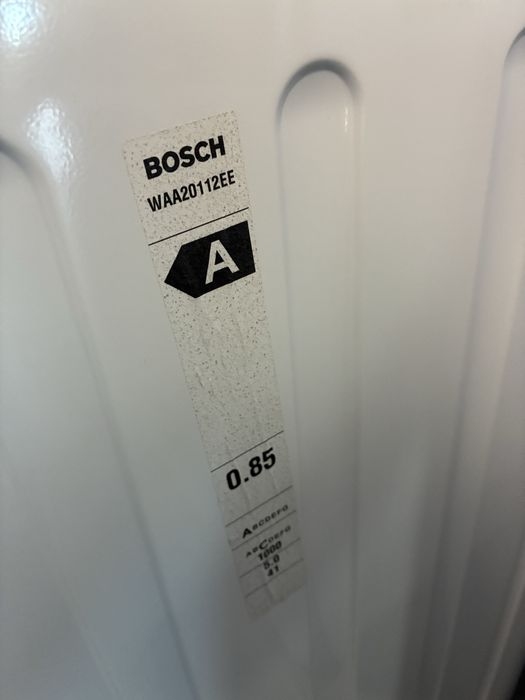 BOSCH
WAA20112EE
A
0.85
ABCDEFG
ABCDEFG
1000
5.0
41